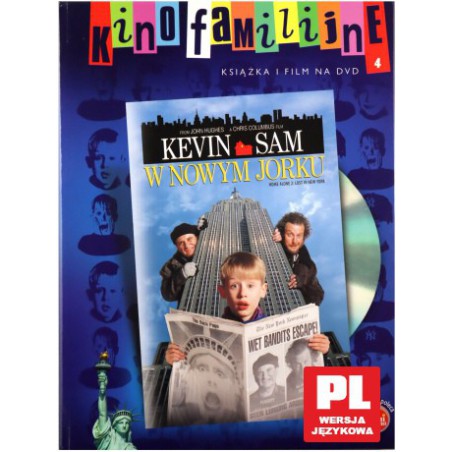 Kino familijne
4
KSIĄŻKA I FILM NA DVD
FROM JOHN HUGHES A CHRIS COLUMBUS FILM
KEVIN SAM
W NOWYM JORKU
HOME ALONE 2: LOST IN NEW YORK
WET BANDITS ESCAPE!
PL
WERSJA
JĘZYKOWA